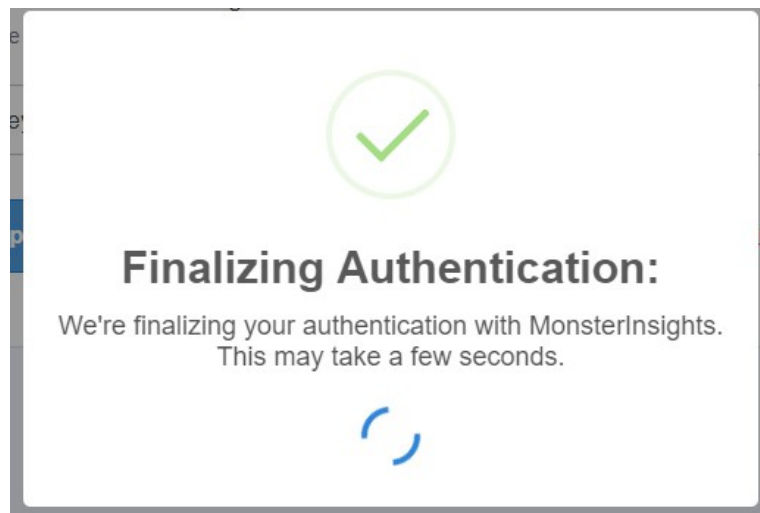 Finalizing Authentication:
We're finalizing your authentication with MonsterInsights.
This may take a few seconds.